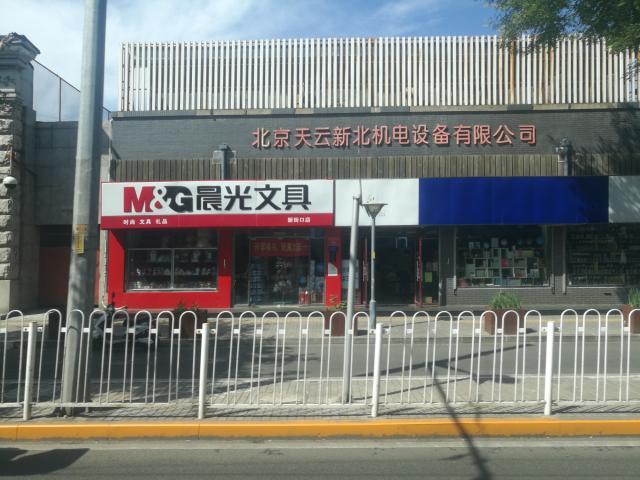 北京天云新北机电设备有限公司
M&G晨光文具
时尚 文具 礼品
新街口店